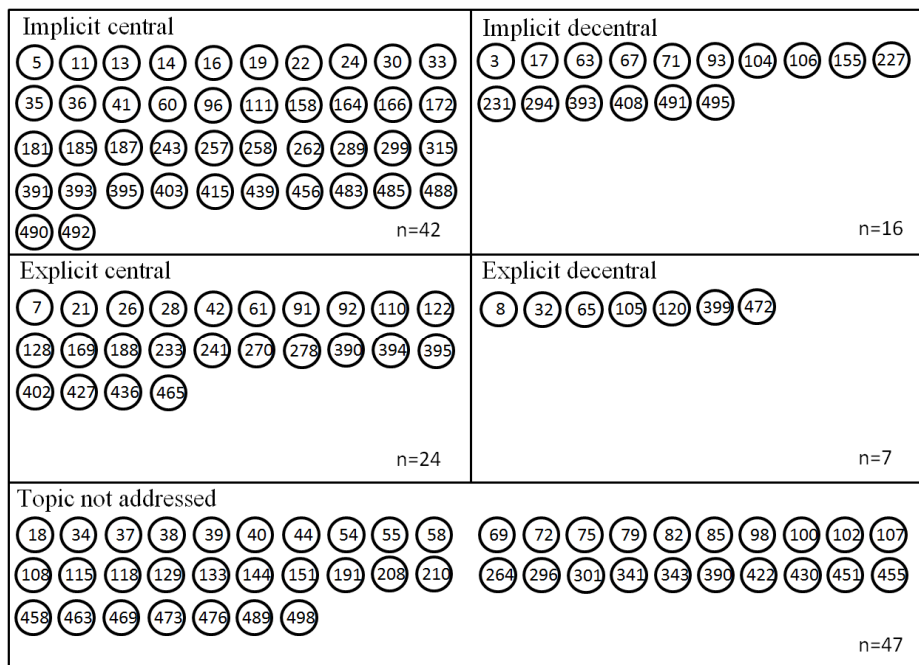 Implicit central
5 11 13 14 16 19 22 24 30 33
35 36 41 60 96 111 158 164 166 172
181 185 187 243 257 258 262 289 299 315
391 393 395 403 415 439 456 483 485 488
490 492
n=42
Implicit decentral
3 17 63 67 71 93 104 106 155 227
231 294 393 408 491 495
n=16
Explicit central
7 21 26 28 42 61 91 92 110 122
128 169 188 233 241 270 278 390 394 395
402 427 436 465
n=24
Explicit decentral
8 32 65 105 120 399 472
n=7
Topic not addressed
18 34 37 38 39 40 44 54 55 58 69 72 75 79 82 85 98 100 102 107
108 115 118 129 133 144 151 191 208 210 264 296 301 341 343 390 422 430 451 455
458 463 469 473 476 489 498
n=47